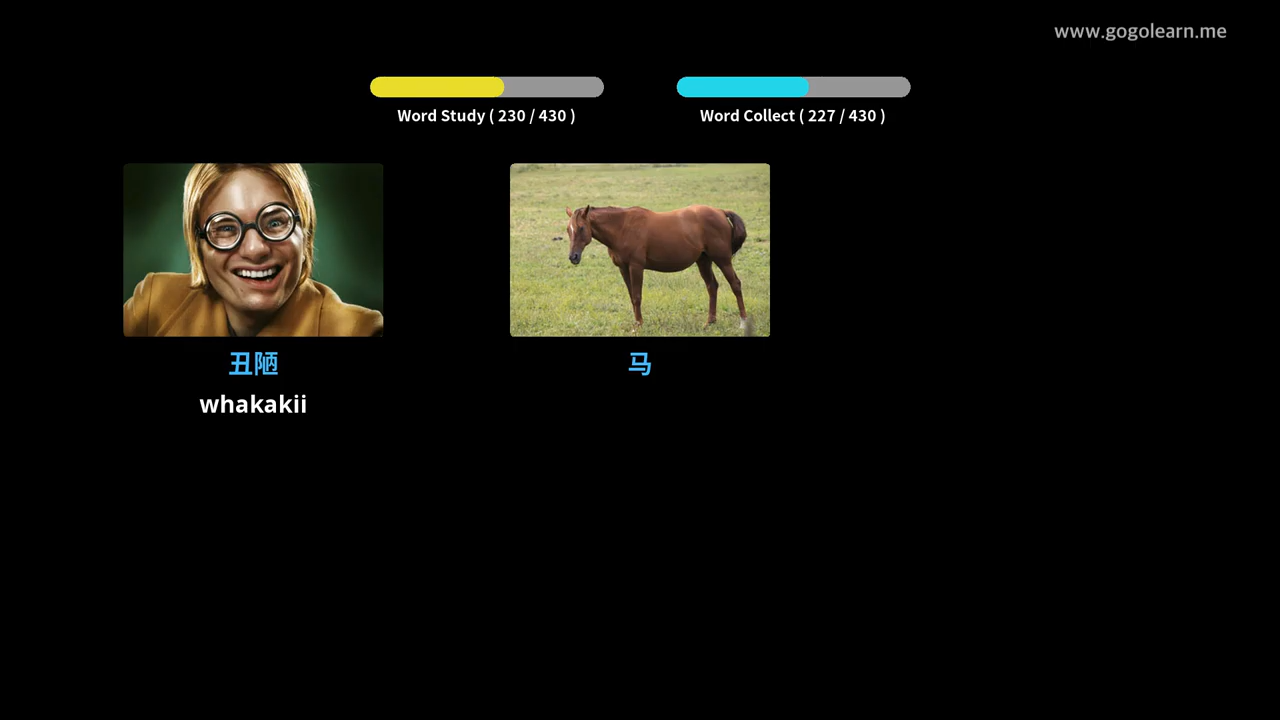 www.gogolearn.me
Word Study ( 230 / 430 )
Word Collect ( 227 / 430 )
丑陋
马
whakakii